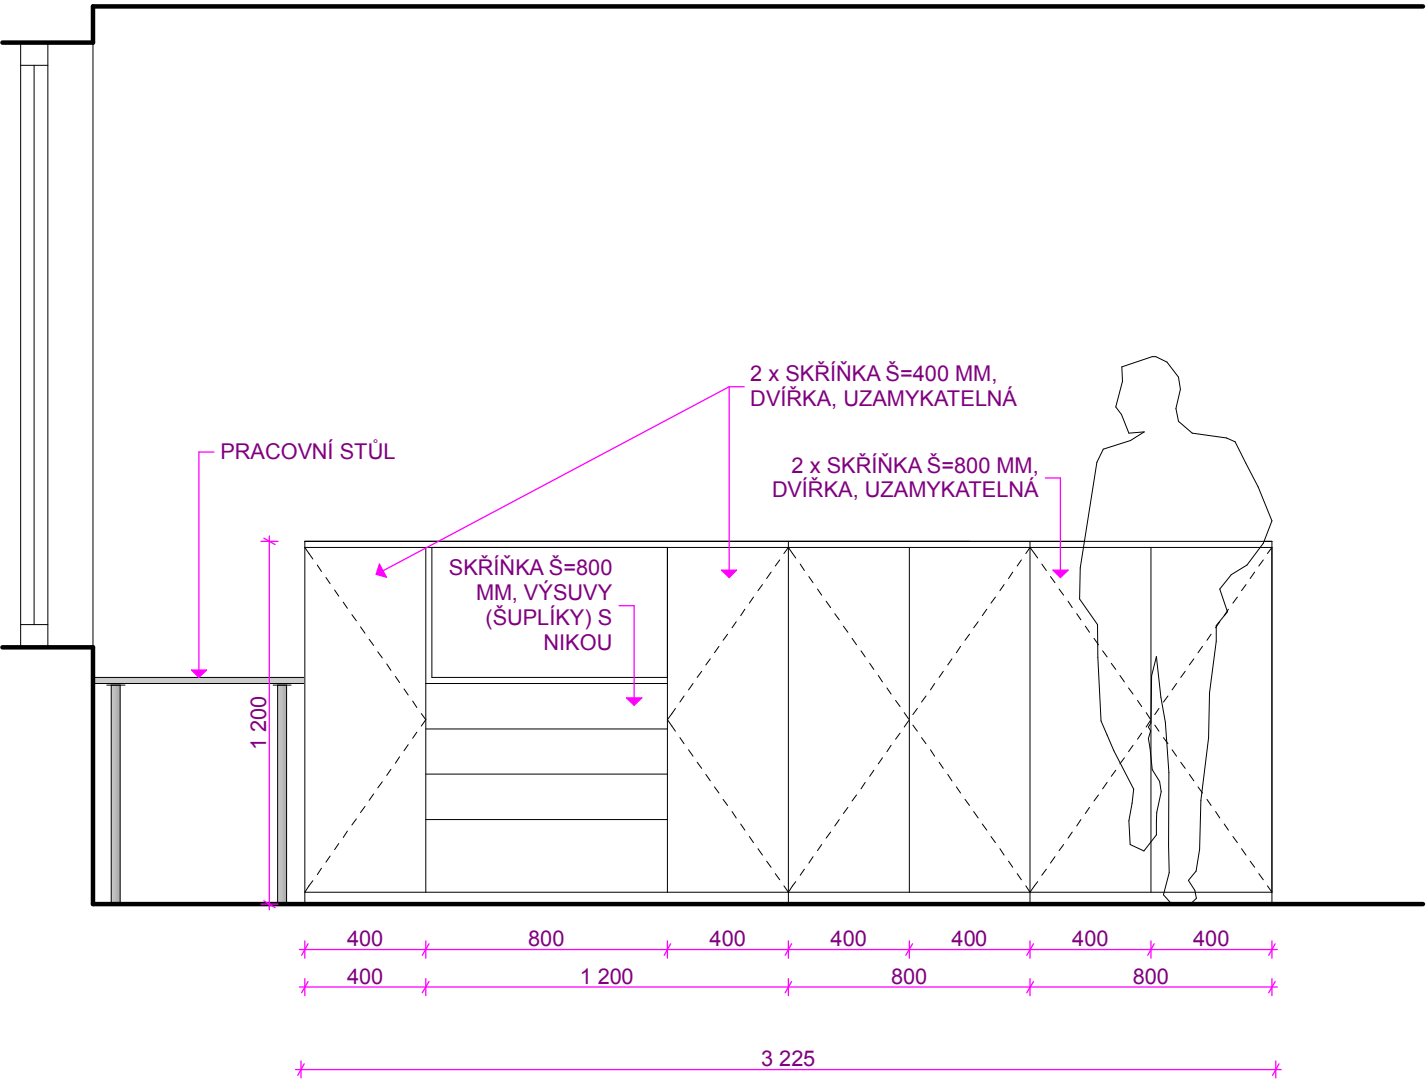 2 x SKŘÍŇKA Š=400 MM,
DVÍŘKA, UZAMYKATELNÁ
PRACOVNÍ STŮL
2 x SKŘÍŇKA Š=800 MM,
DVÍŘKA, UZAMYKATELNÁ
SKŘÍŇKA Š=800
MM, VÝSUVY
(ŠUPLÍKY) S
NIKOU
1 200
400 800 400 400 400 400 400
400 1 200 800 800
3 225